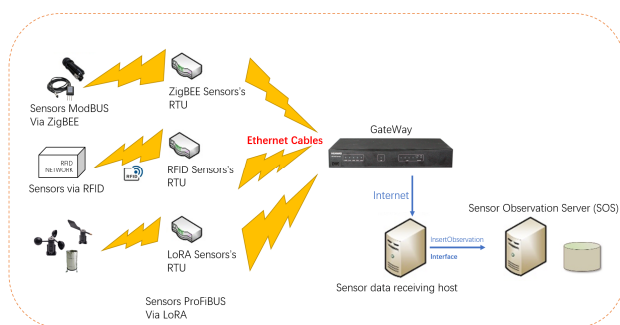 Sensors ModBUS
Via ZigBEE
ZigBEE Sensors's
RTU
Ethernet Cables
GateWay
RFID
NETWORK
Sensors via RFID
RFID
RFID Sensors's
RTU
Internet
Sensor Observation Server (SOS)
InsertObservation
Interface
Sensor data receiving host
LoRA Sensors's
RTU
Sensors ProFiBUS
Via LoRA